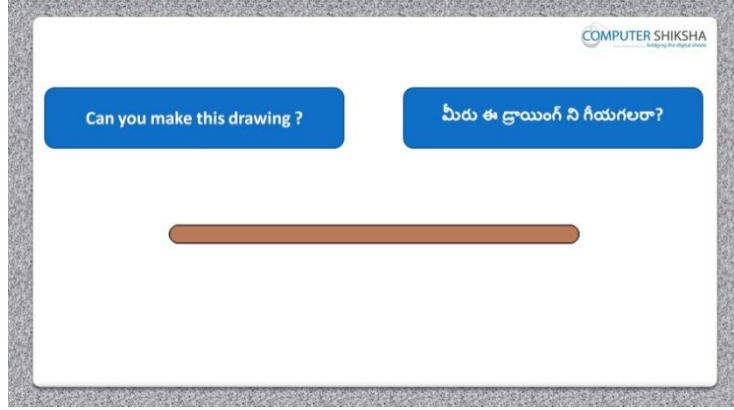 COMPUTER SHIKSHA
bridging the digital divide
Can you make this drawing ?
మీరు ఈ డ్రాయింగ్ ని గీయగలరా?